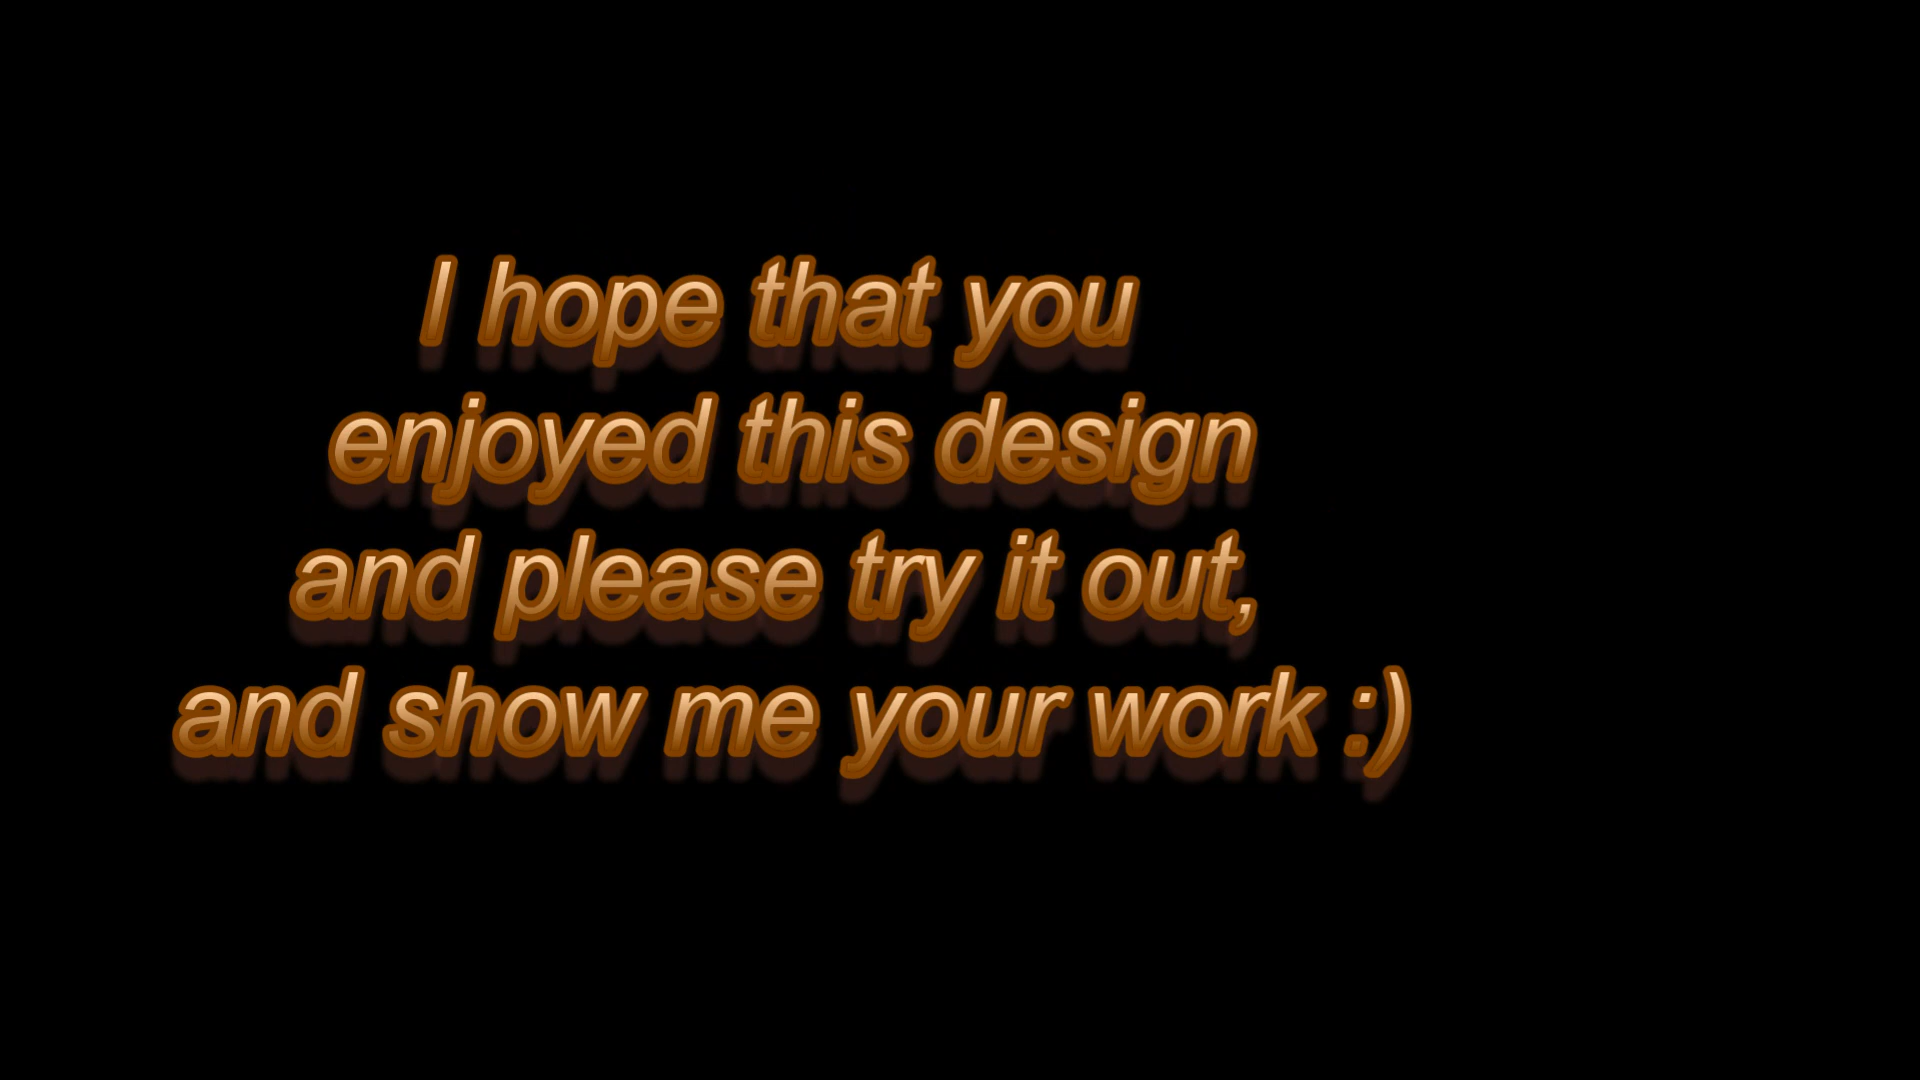 I hope that you
enjoyed this design
and please try it out,
and show me your work :)